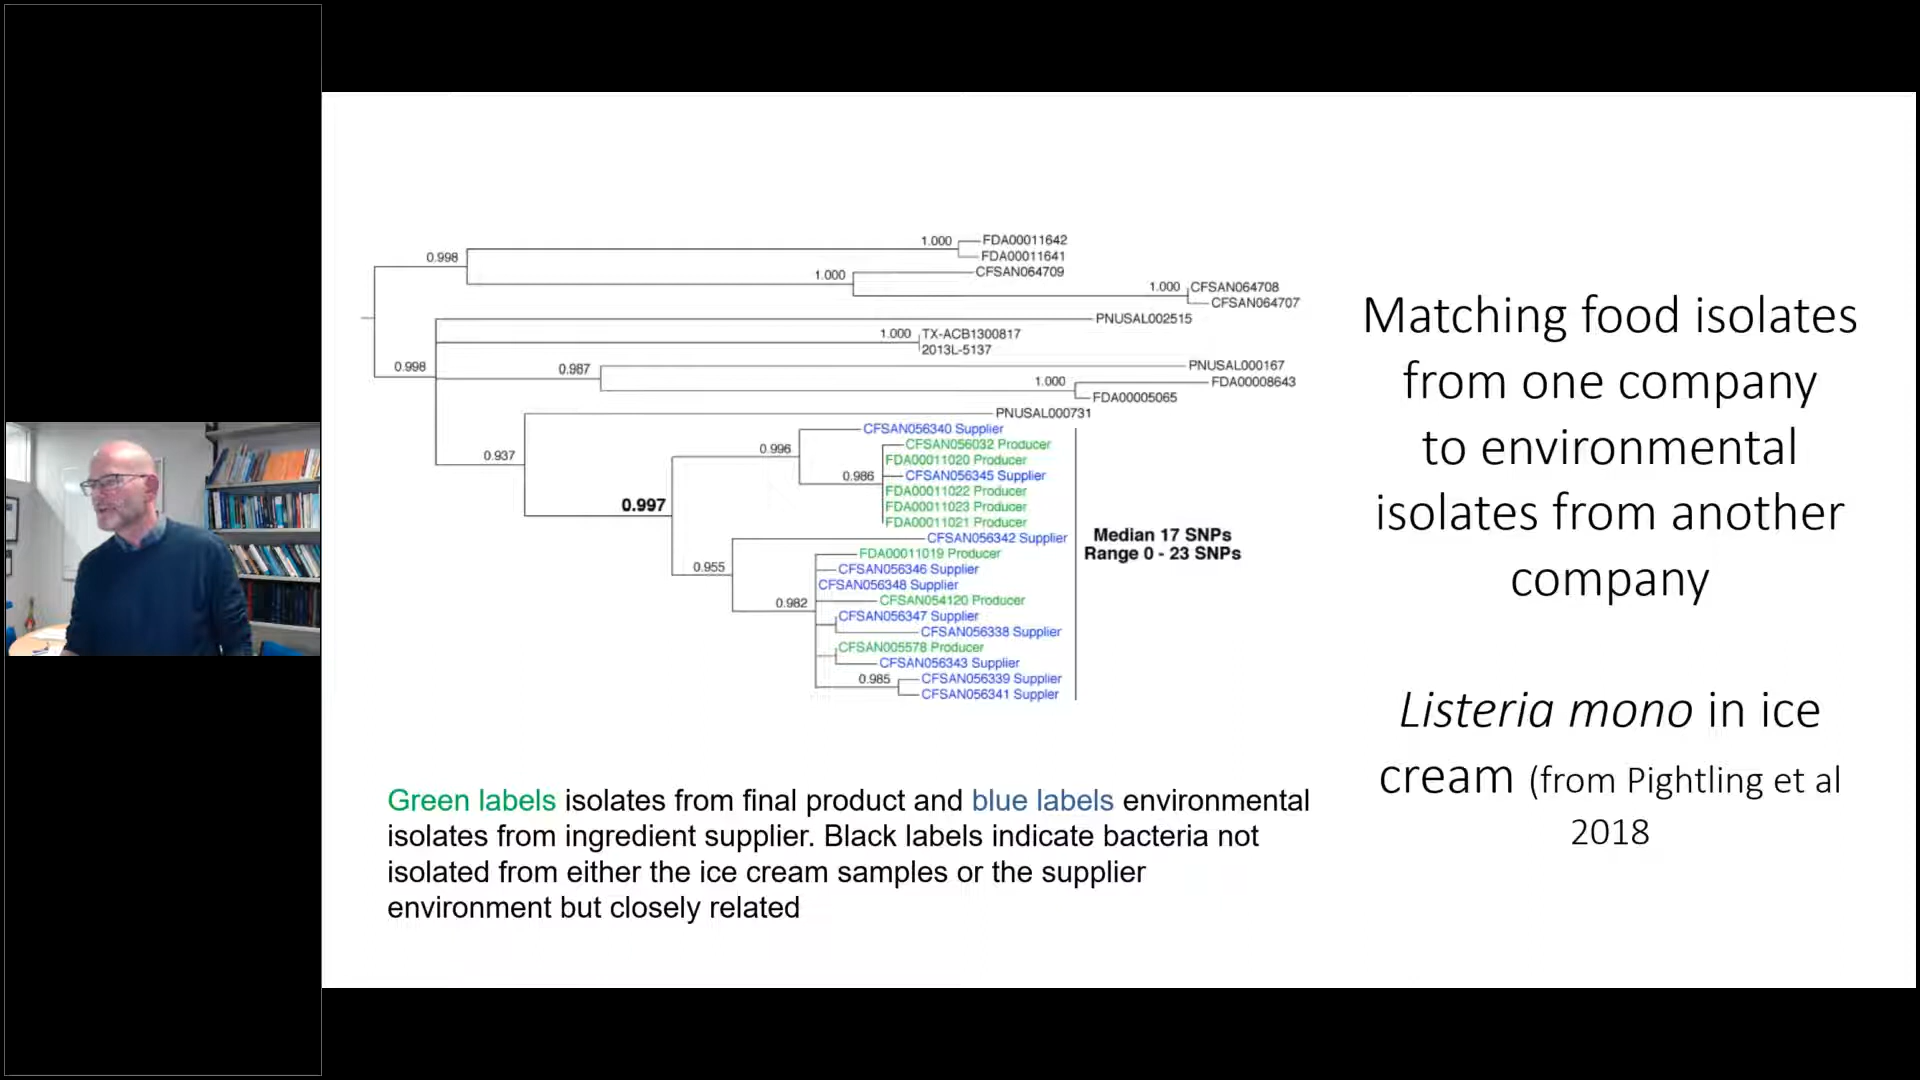 1.000
FDA00011642
FDA00011641
0.998
1.000
CFSAN064709
1.000
CFSAN064708
CFSAN064707
PNUSAL002515
1.000
TX-ACB1300817
2013L-5137
0.998
0.987
PNUSAL000167
1.000
FDA00008643
FDA00005065
PNUSAL000731
0.937
CFSAN056340 Supplier
0.996
CFSAN056032 Producer
FDA00011020 Producer
0.986
CFSAN056345 Supplier
FDA00011022 Producer
FDA00011023 Producer
FDA00011021 Producer
0.997
CFSAN056342 Supplier
0.955
FDA00011019 Producer
CFSAN056346 Supplier
CFSAN056348 Supplier
0.982
CFSAN054120 Producer
CFSAN056347 Supplier
CFSAN056338 Supplier
CFSAN005578 Producer
CFSAN056343 Supplier
0.985
CFSAN056339 Supplier
CFSAN056341 Suppler
Median 17 SNPs
Range 0 - 23 SNPs
Green labels isolates from final product and blue labels environmental
isolates from ingredient supplier. Black labels indicate bacteria not
isolated from either the ice cream samples or the supplier
environment but closely related
Matching food isolates
from one company
to environmental
isolates from another
company
Listeria mono in ice
cream (from Pightling et al
2018